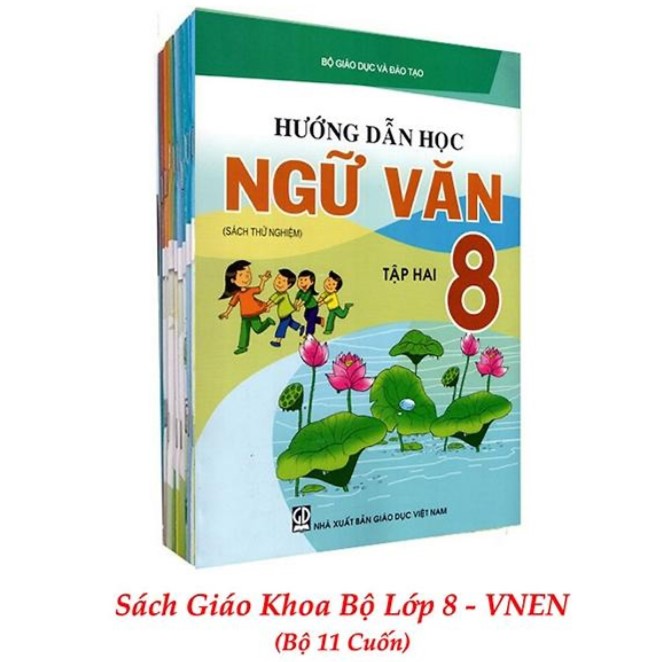 BỘ GIÁO DỤC VÀ ĐÀO TẠO
HƯỚNG DẪN HỌC
NGỮ VĂN
(SÁCH THỬ NGHIỆM)
TẬP HAI
8
GD
NHÀ XUẤT BẢN GIÁO DỤC VIỆT NAM
Sách Giáo Khoa Bộ Lớp 8 - VNEN
(Bộ 11 Cuốn)